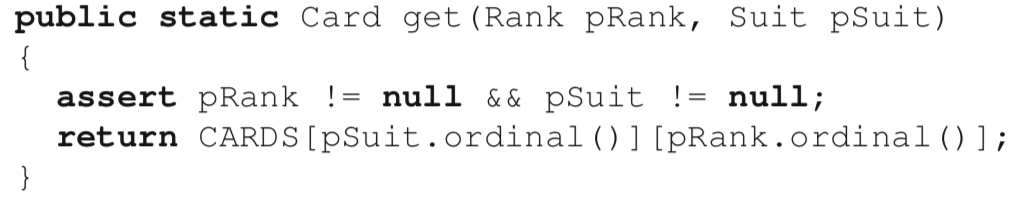 public static Card get(Rank pRank, Suit pSuit)
{
  assert pRank != null && pSuit != null;
  return CARDS[pSuit.ordinal()][pRank.ordinal()];
}